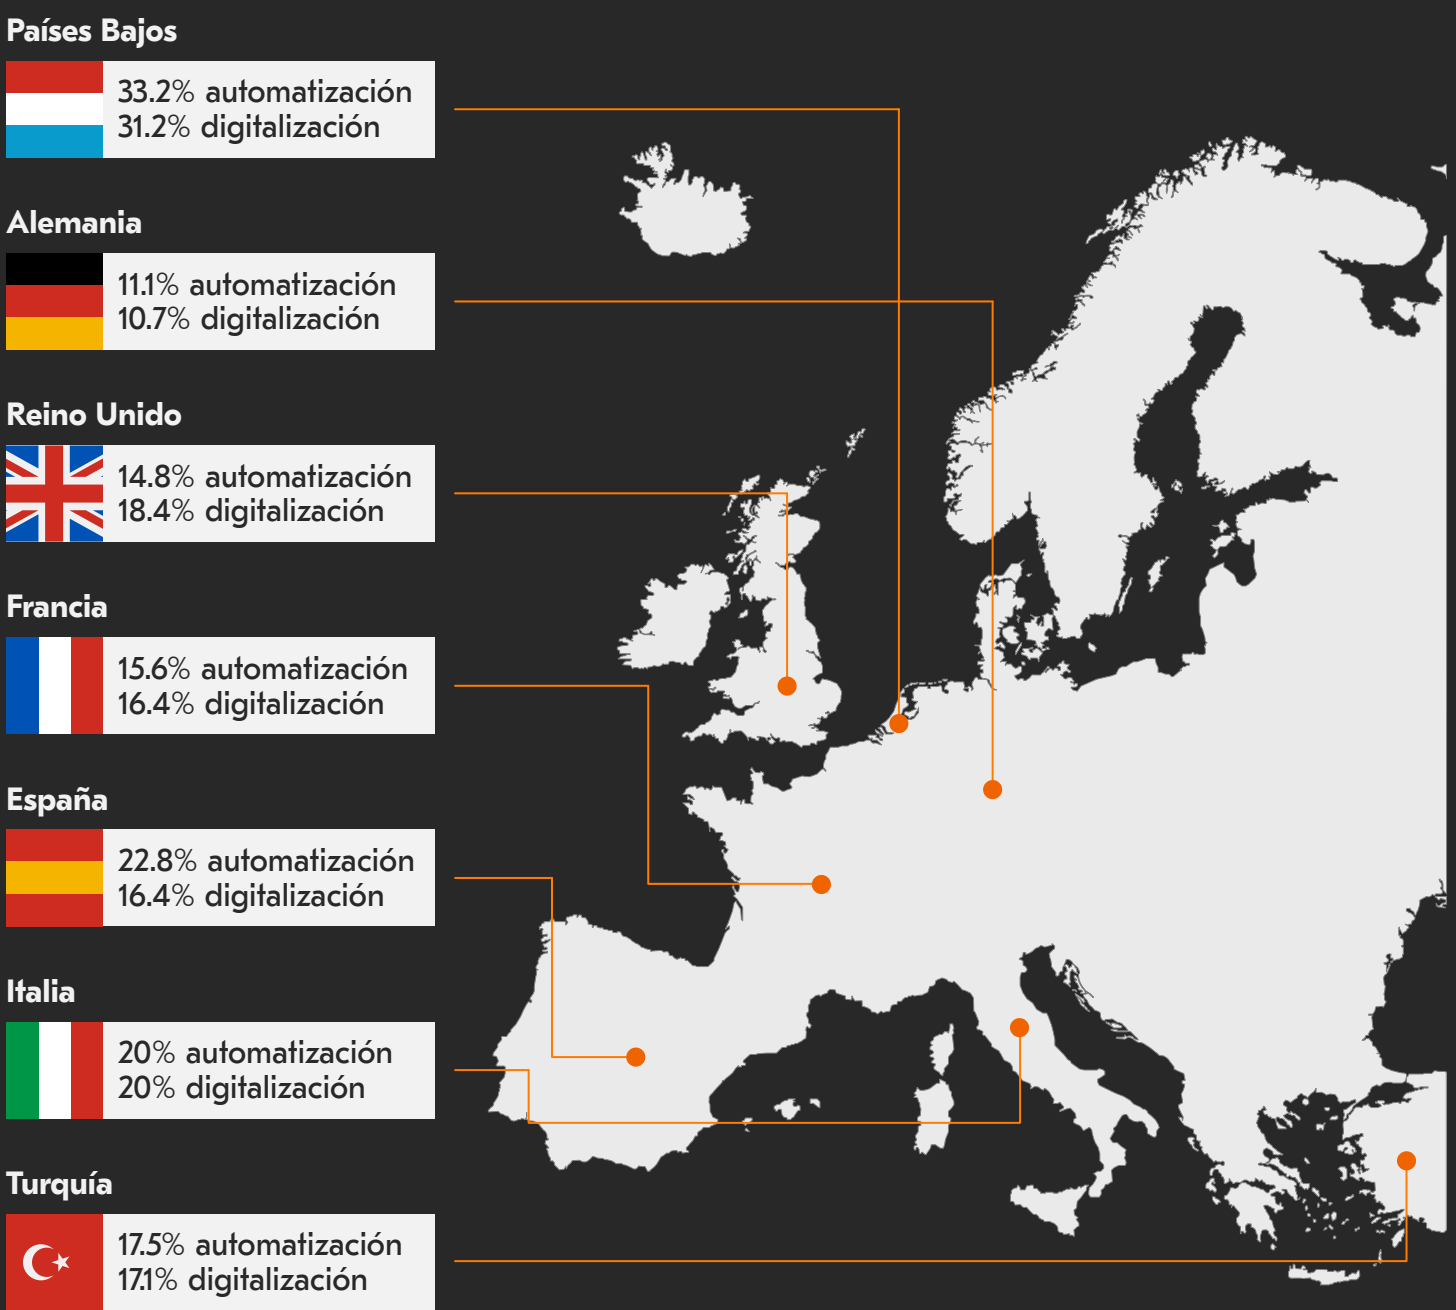 Países Bajos
33.2% automatización
31.2% digitalización
Alemania
11.1% automatización
10.7% digitalización
Reino Unido
14.8% automatización
18.4% digitalización
Francia
15.6% automatización
16.4% digitalización
España
22.8% automatización
16.4% digitalización
Italia
20% automatización
20% digitalización
Turquía
17.5% automatización
17.1% digitalización